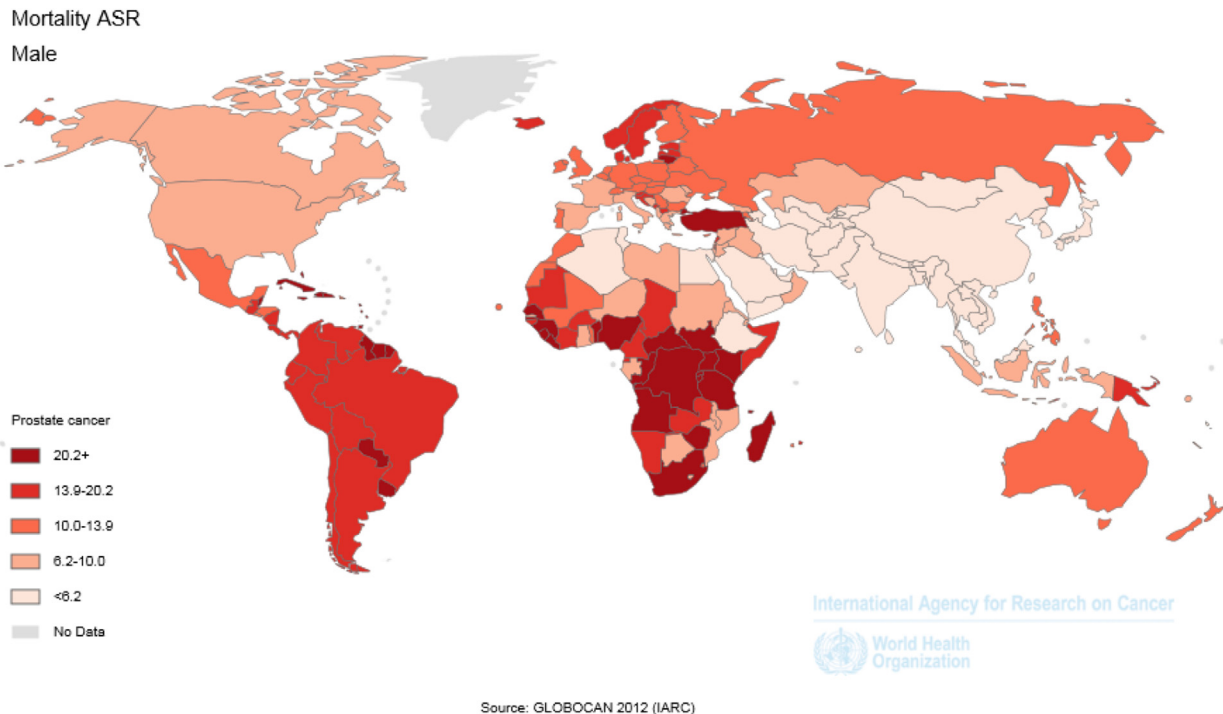 Mortality ASR
Male
Prostate cancer
20.2+
13.9-20.2
10.0-13.9
6.2-10.0
<6.2
No Data
International Agency for Research on Cancer
World Health
Organization
Source: GLOBOCAN 2012 (IARC)